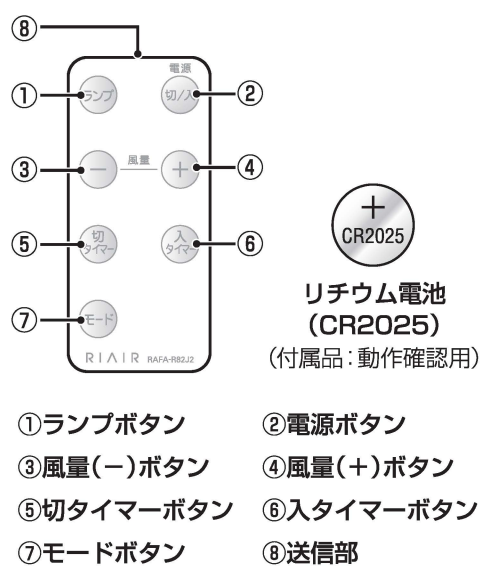 ⑧
電源
① ランプ 切/入 ②
③ － 風量 ＋ ④
⑤ 切タイマー 入タイマー ⑥
⑦ モード
RIAIR RAFA-R82J2
＋
CR2025
リチウム電池
（CR2025）
（付属品：動作確認用）
①ランプボタン ②電源ボタン
③風量（－）ボタン ④風量（＋）ボタン
⑤切タイマーボタン ⑥入タイマーボタン
⑦モードボタン ⑧送信部